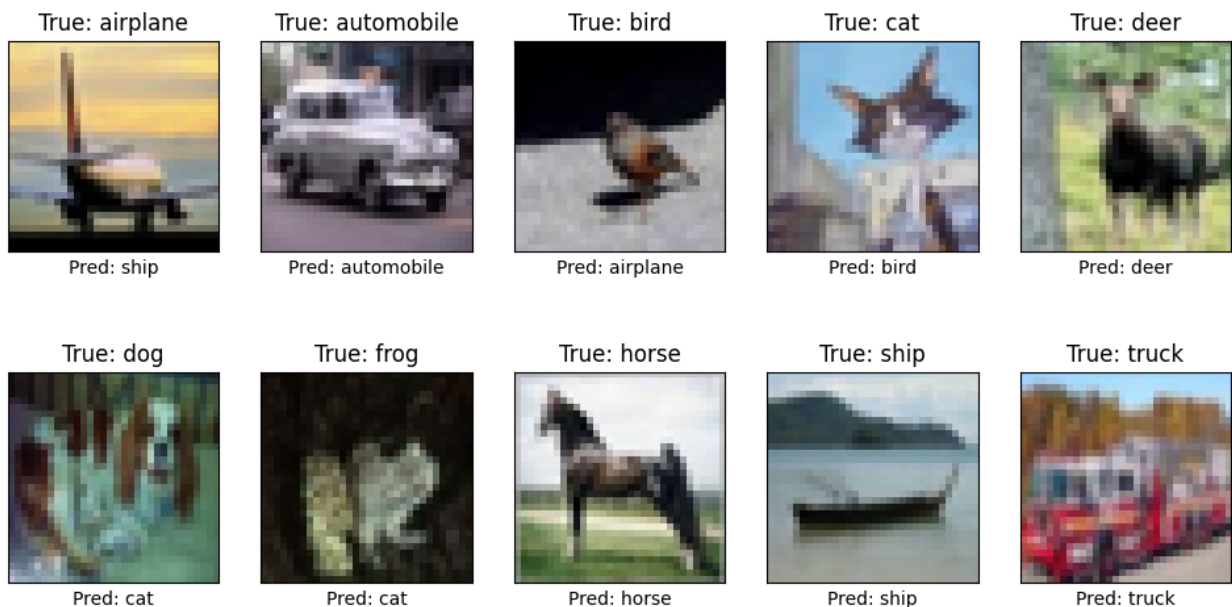 True: airplane
True: automobile
True: bird
True: cat
True: deer
Pred: ship
Pred: automobile
Pred: airplane
Pred: bird
Pred: deer
True: dog
True: frog
True: horse
True: ship
True: truck
Pred: cat
Pred: cat
Pred: horse
Pred: ship
Pred: truck